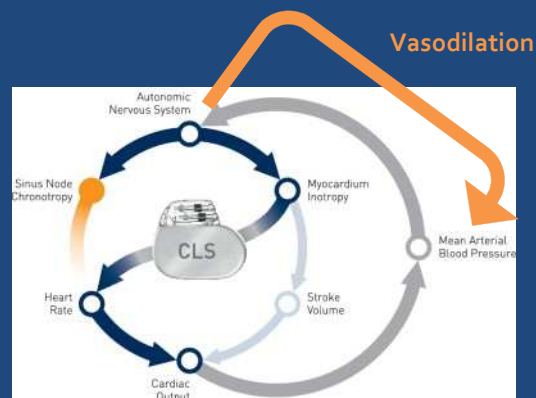 Vasodilation
Autonomic
Nervous System
Sinus Node
Chronotropy
Myocardium
Inotropy
CLS
Mean Arterial
Blood Pressure
Heart
Rate
Stroke
Volume
Cardiac
Output